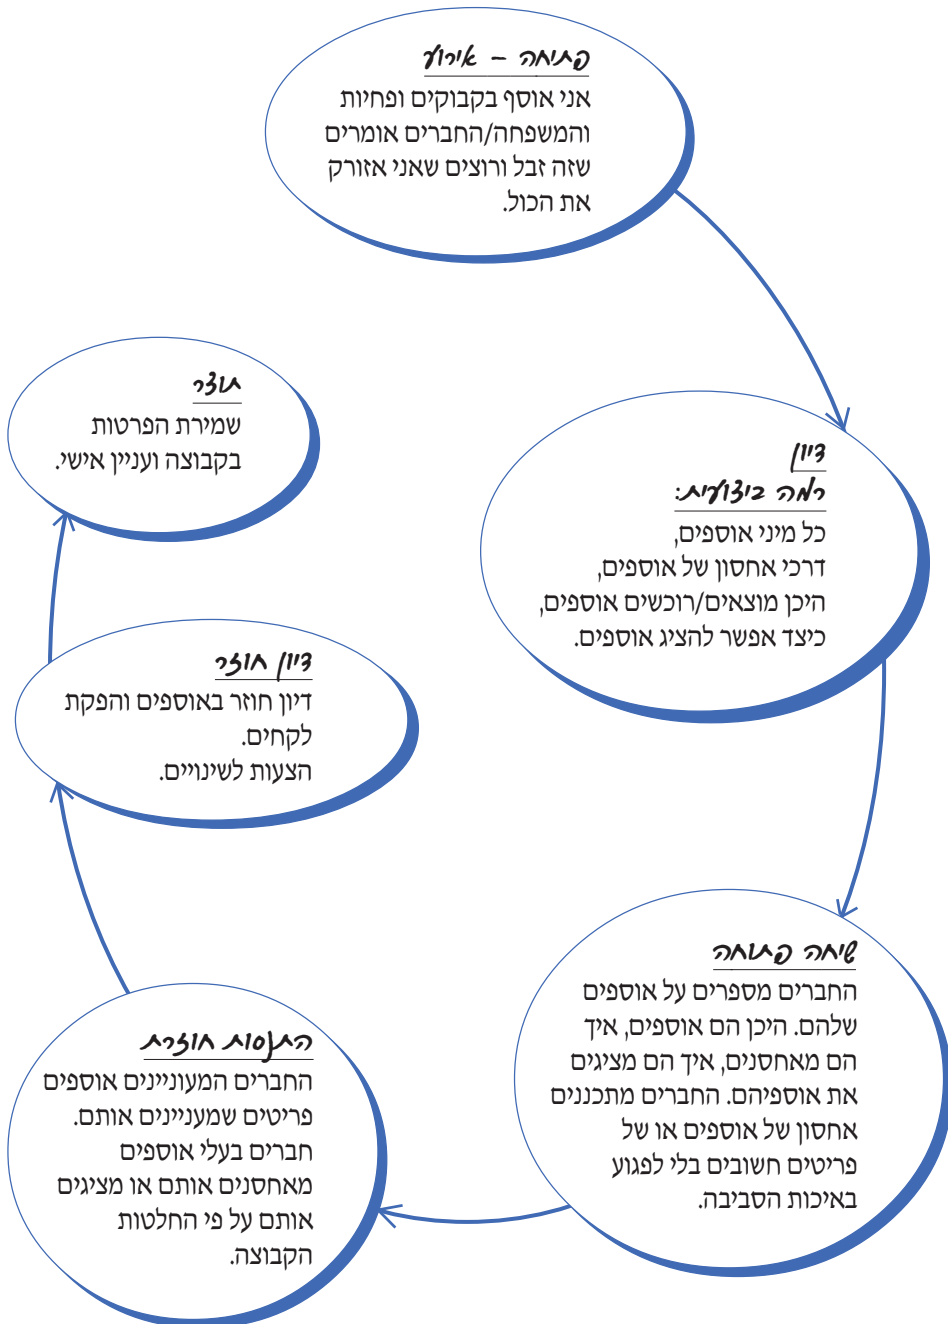 פתיחה – אירוע
אני אוסף בקבוקים ופחיות
והמשפחה/החברים אומרים
שזה זבל ורוצים שאני אזורק
את הכול.
דיון
רמה ביצועית:
כל מיני אוספים,
דרכי אחסון של אוספים,
היכן מוצאים/רוכשים אוספים,
כיצד אפשר להציג אוספים.
שיחה פתוחה
החברים מספרים על אוספים
שלהם. היכן הם אוספים, איך
הם מאחסנים, איך הם מציגים
את אוספיהם. החברים מתכננים
אחסון של אוספים או של
פריטים חשובים בלי לפגוע
באיכות הסביבה.
התנסות חוזרת
החברים המעוניינים אוספים
פריטים שמעניינים אותם.
חברים בעלי אוספים
מאחסנים אותם או מציגים
אותם על פי החלטות
הקבוצה.
דיון חוזר
דיון חוזר באוספים והפקת
לקחים.
הצעות לשינויים.
תוצר
שמירת הפרטות
בקבוצה ועניין אישי.